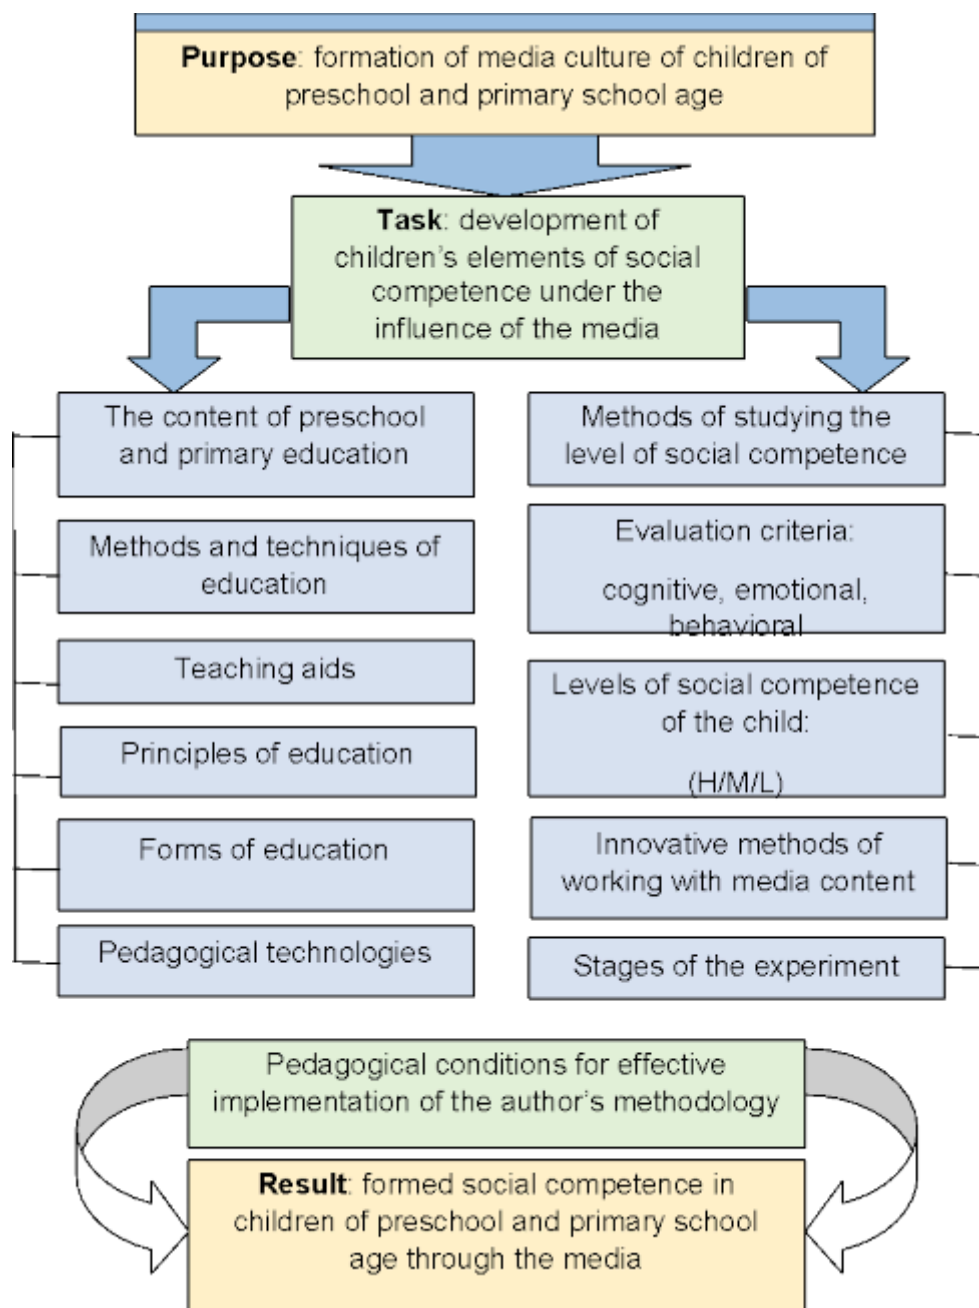 Purpose: formation of media culture of children of
preschool and primary school age
Task: development of
children's elements of social
competence under the
influence of the media
The content of preschool
and primary education
Methods and techniques of
education
Teaching aids
Principles of education
Forms of education
Pedagogical technologies
Methods of studying the
level of social competence
Evaluation criteria:
cognitive, emotional,
behavioral
Levels of social competence
of the child:
(H/M/L)
Innovative methods of
working with media content
Stages of the experiment
Pedagogical conditions for effective
implementation of the author's methodology
Result: formed social competence in
children of preschool and primary school
age through the media